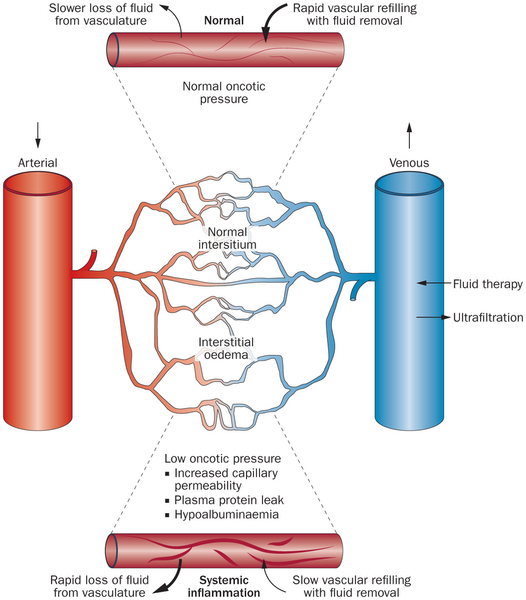 Slower loss of fluid
from vasculature
Normal
Rapid vascular refilling
with fluid removal
Normal oncotic
pressure
Arterial
Venous
Normal
intersitium
Fluid therapy
Ultrafiltration
Interstitial
oedema
Low oncotic pressure
▪ Increased capillary
permeability
▪ Plasma protein leak
▪ Hypoalbuminaemia
Rapid loss of fluid
from vasculature
Systemic
inflammation
Slow vascular refilling
with fluid removal